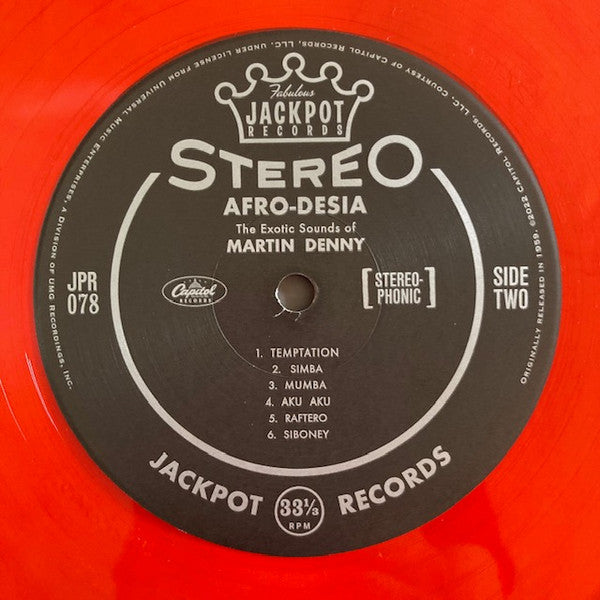 Fabulous
JACKPOT
RECORDS
STEREO
AFRO-DESIA
The Exotic Sounds of
MARTIN DENNY
JPR
078
Capitol
RECORDS
[STEREO-
PHONIC]
SIDE
TWO
1. TEMPTATION
2. SIMBA
3. MUMBA
4. AKU AKU
5. RAFTERO
6. SIBONEY
JACKPOT RECORDS
33⅓
RPM
ORIGINALLY RELEASED IN 1959. ©2022 CAPITOL RECORDS, LLC. COURTESY OF CAPITOL RECORDS, LLC. UNDER LICENSE FROM UNIVERSAL MUSIC ENTERPRISES, A DIVISION OF UMG RECORDINGS, INC.